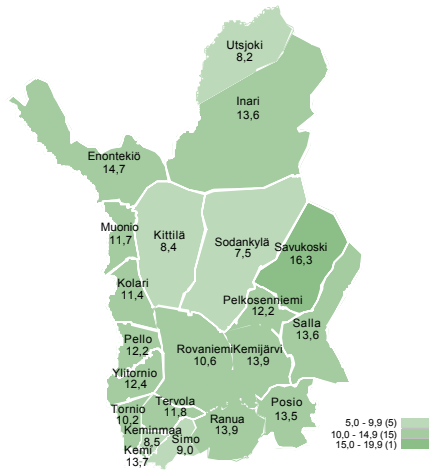 Utsjoki
8,2
Inari
13,6
Enontekiö
14,7
Muonio
11,7
Kittilä
8,4
Sodankylä
7,5
Savukoski
16,3
Kolari
11,4
Pelkosenniemi
12,2
Salla
13,6
Pello
12,2
Rovaniemi
10,6
Kemijärvi
13,9
Ylitornio
12,4
Tervola
11,8
Tornio
10,2
Posio
13,5
Ranua
13,9
Keminmaa
8,5
Simo
9,0
Kemi
13,7
5,0 - 9,9 (5)
10,0 - 14,9 (15)
15,0 - 19,9 (1)